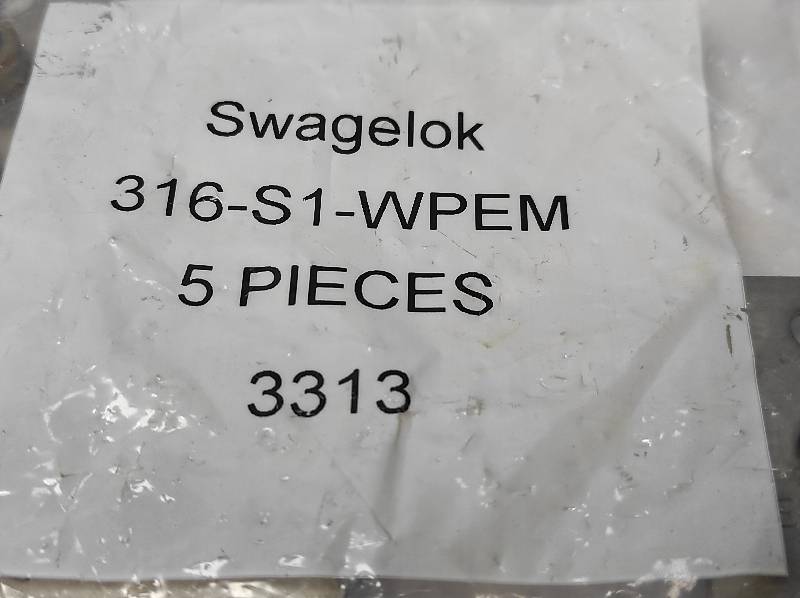 Swagelok
316-S1-WPEM
5 PIECES
3313